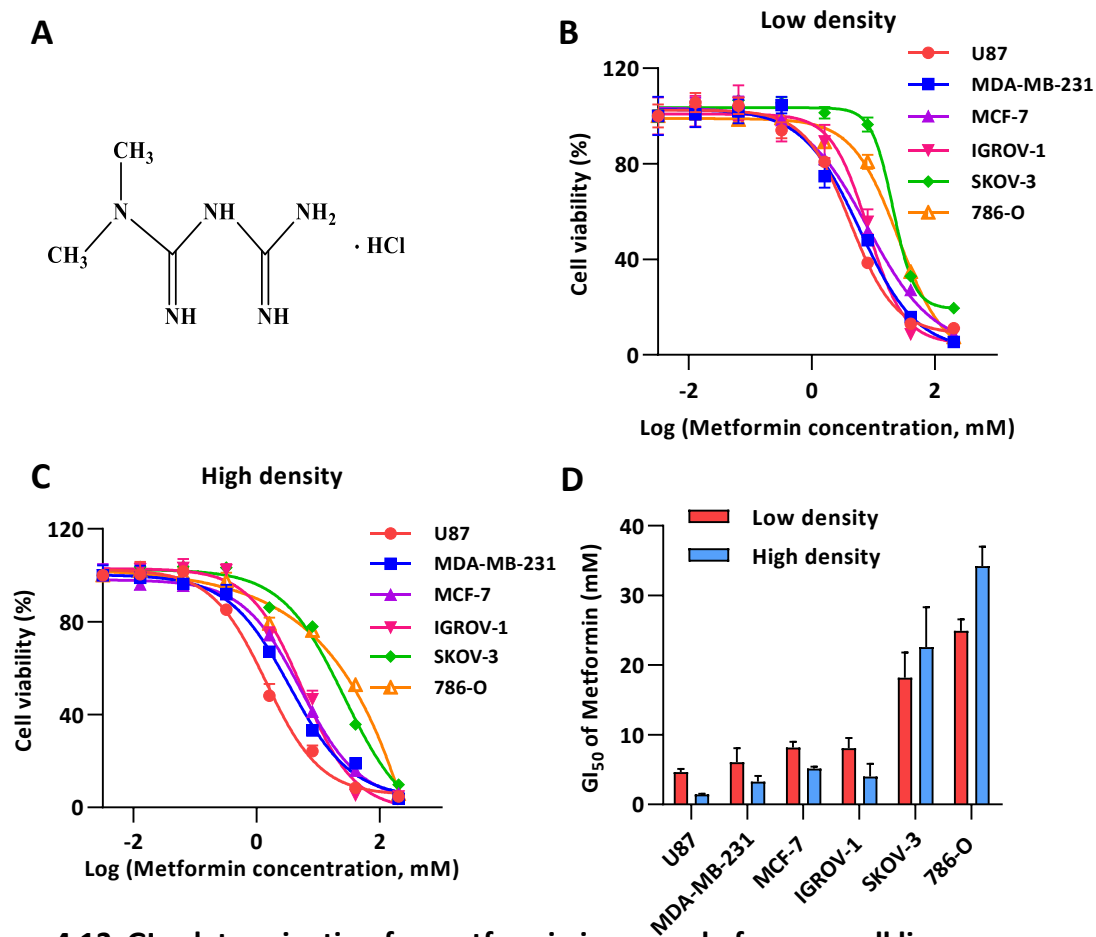 A
CH3
N
NH
NH2
CH3
· HCl
NH
NH
B
Low density
U87
MDA-MB-231
MCF-7
IGROV-1
SKOV-3
786-O
120
80
40
0
-2
0
2
Cell viability (%)
Log (Metformin concentration, mM)
C
High density
U87
MDA-MB-231
MCF-7
IGROV-1
SKOV-3
786-O
120
80
40
0
-2
0
2
Cell viability (%)
Log (Metformin concentration, mM)
D
Low density
High density
40
30
20
10
0
GI50 of Metformin (mM)
U87
MDA-MB-231
MCF-7
IGROV-1
SKOV-3
786-O